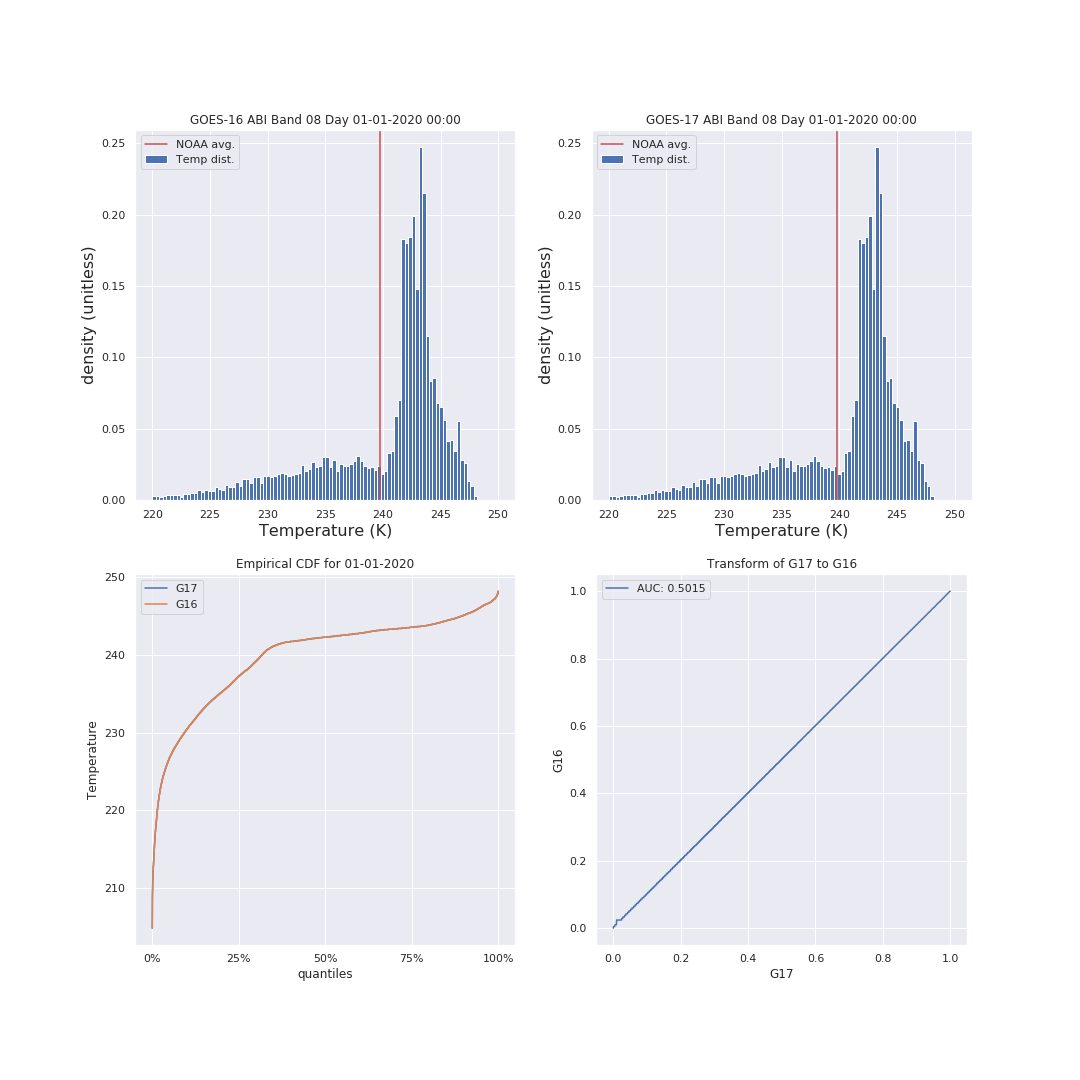 GOES-16 ABI Band 08 Day 01-01-2020 00:00
NOAA avg.
Temp dist.
density (unitless)
0.25
0.20
0.15
0.10
0.05
0.00
220 225 230 235 240 245 250
Temperature (K)
GOES-17 ABI Band 08 Day 01-01-2020 00:00
NOAA avg.
Temp dist.
density (unitless)
0.25
0.20
0.15
0.10
0.05
0.00
220 225 230 235 240 245 250
Temperature (K)
Empirical CDF for 01-01-2020
G17
G16
Temperature
250
240
230
220
210
0% 25% 50% 75% 100%
quantiles
Transform of G17 to G16
AUC: 0.5015
G16
1.0
0.8
0.6
0.4
0.2
0.0
0.0 0.2 0.4 0.6 0.8 1.0
G17